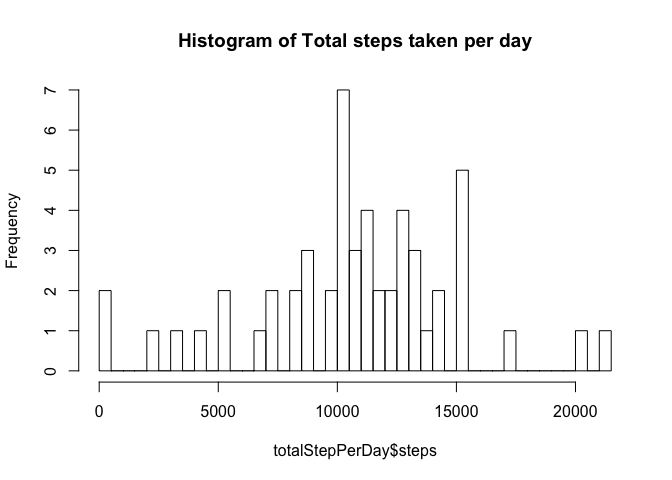 Histogram of Total steps taken per day
Frequency
7
6
5
4
3
2
1
0
0 5000 10000 15000 20000
totalStepPerDay$steps